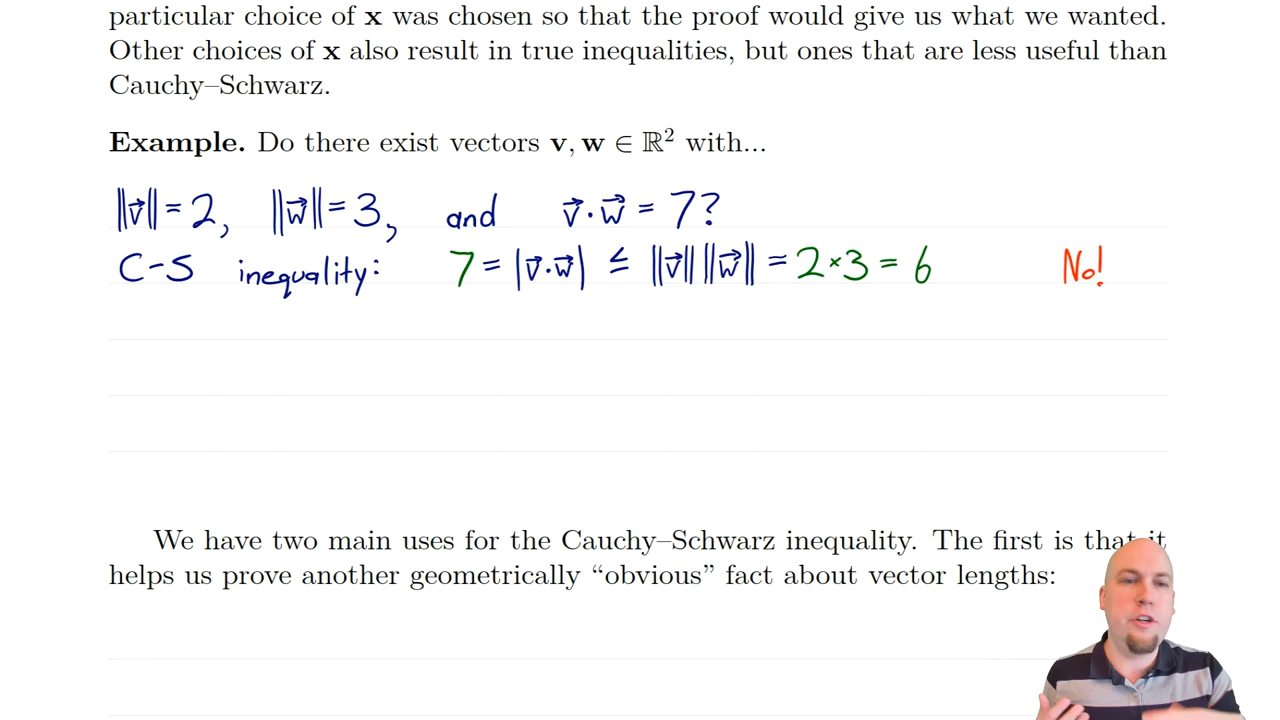 particular choice of x was chosen so that the proof would give us what we wanted.
Other choices of x also result in true inequalities, but ones that are less useful than
Cauchy–Schwarz.
Example. Do there exist vectors v, w ∈ ℝ² with...
‖v⃗‖ = 2, ‖w⃗‖ = 3, and v⃗·w⃗ = 7?
C-S inequality: 7 = |v⃗·w⃗| ≤ ‖v⃗‖‖w⃗‖ = 2×3 = 6 No!
We have two main uses for the Cauchy–Schwarz inequality. The first is that it
helps us prove another geometrically “obvious” fact about vector lengths: